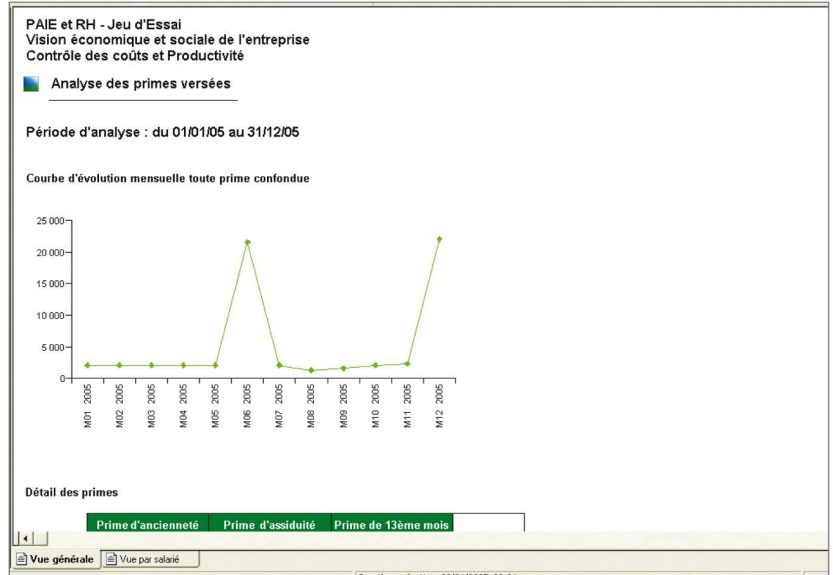 PAIE et RH - Jeu d'Essai
Vision économique et sociale de l'entreprise
Contrôle des coûts et Productivité
Analyse des primes versées
Période d'analyse : du 01/01/05 au 31/12/05
Courbe d'évolution mensuelle toute prime confondue
25 000
20 000
15 000
10 000
5 000
0
M01 2005
M02 2005
M03 2005
M04 2005
M05 2005
M06 2005
M07 2005
M08 2005
M09 2005
M10 2005
M11 2005
M12 2005
Détail des primes
Prime d'ancienneté Prime d'assiduité Prime de 13ème mois
Vue générale Vue par salarié